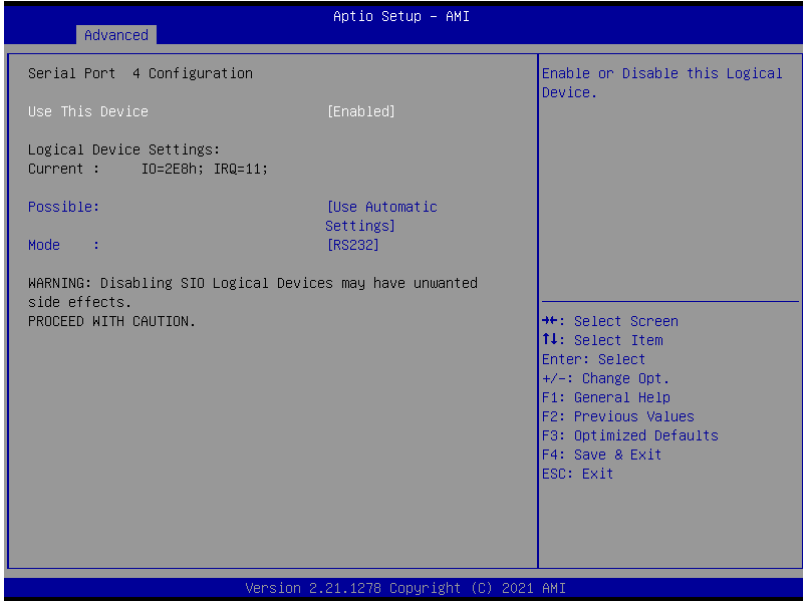 Aptio Setup – AMI
Advanced
Serial Port 4 Configuration
Use This Device [Enabled]
Logical Device Settings:
Current : IO=2E8h; IRQ=11;
Possible: [Use Automatic
Settings]
Mode : [RS232]
WARNING: Disabling SIO Logical Devices may have unwanted
side effects.
PROCEED WITH CAUTION.
Enable or Disable this Logical
Device.
→←: Select Screen
↑↓: Select Item
Enter: Select
+/-: Change Opt.
F1: General Help
F2: Previous Values
F3: Optimized Defaults
F4: Save & Exit
ESC: Exit
Version 2.21.1278 Copyright (C) 2021 AMI